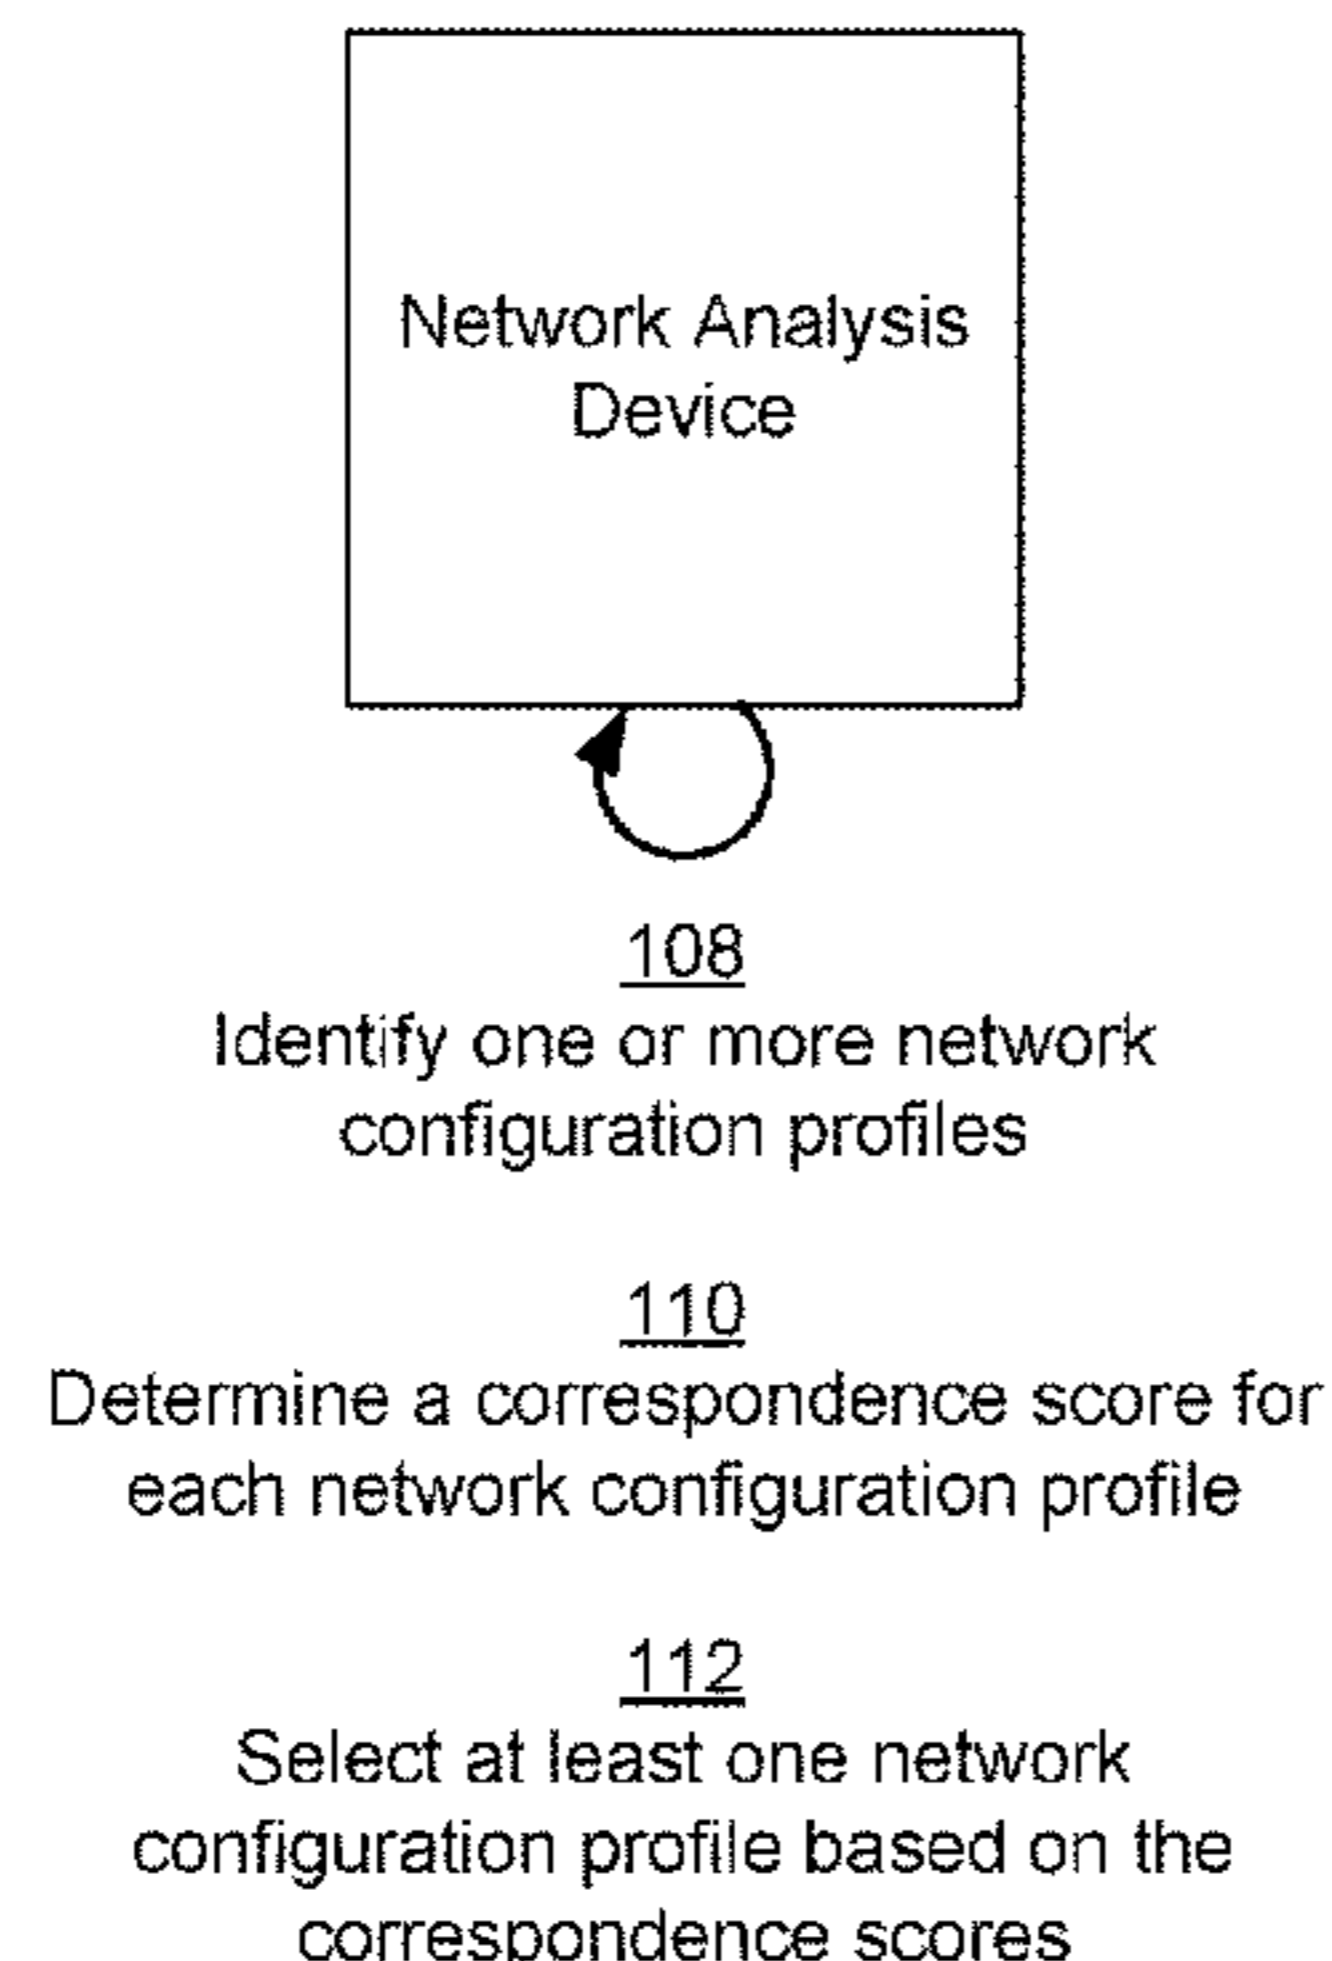 Network Analysis
Device
108
Identify one or more network
configuration profiles
110
Determine a correspondence score for
each network configuration profile
112
Select at least one network
configuration profile based on the
correspondence scores